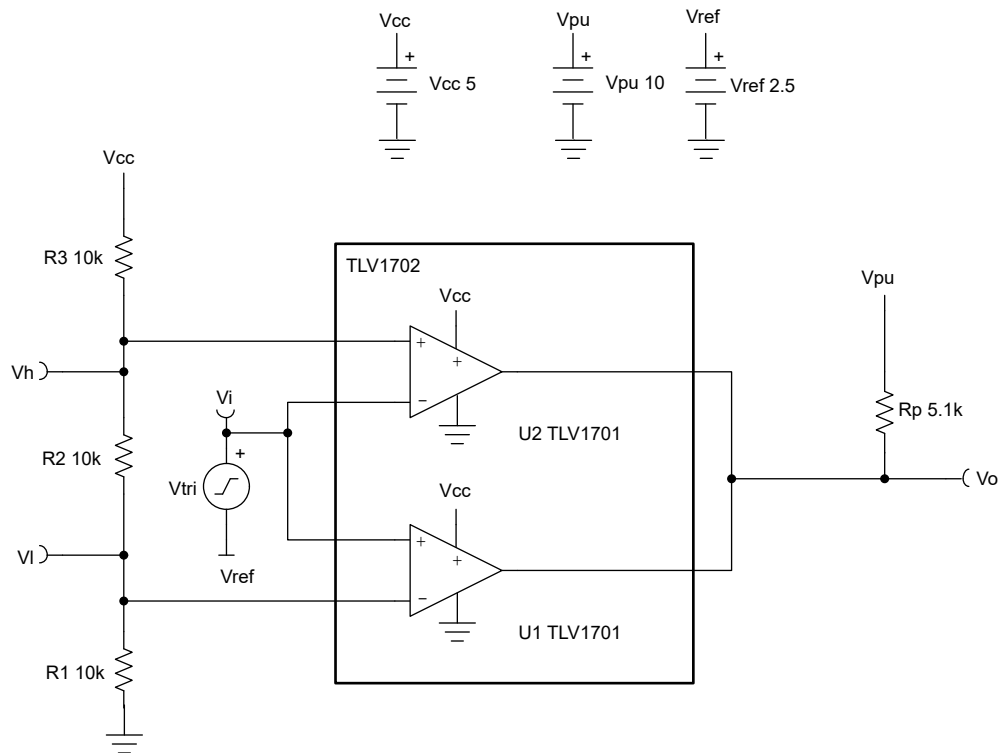 Vcc
Vpu
Vref
+
+
+
Vcc 5
Vpu 10
Vref 2.5
Vcc
R3 10k
TLV1702
Vcc
Vpu
+
+
−
Vh
Vi
Rp 5.1k
U2 TLV1701
R2 10k
+
Vtri
Vcc
Vo
Vl
+
+
−
Vref
U1 TLV1701
R1 10k